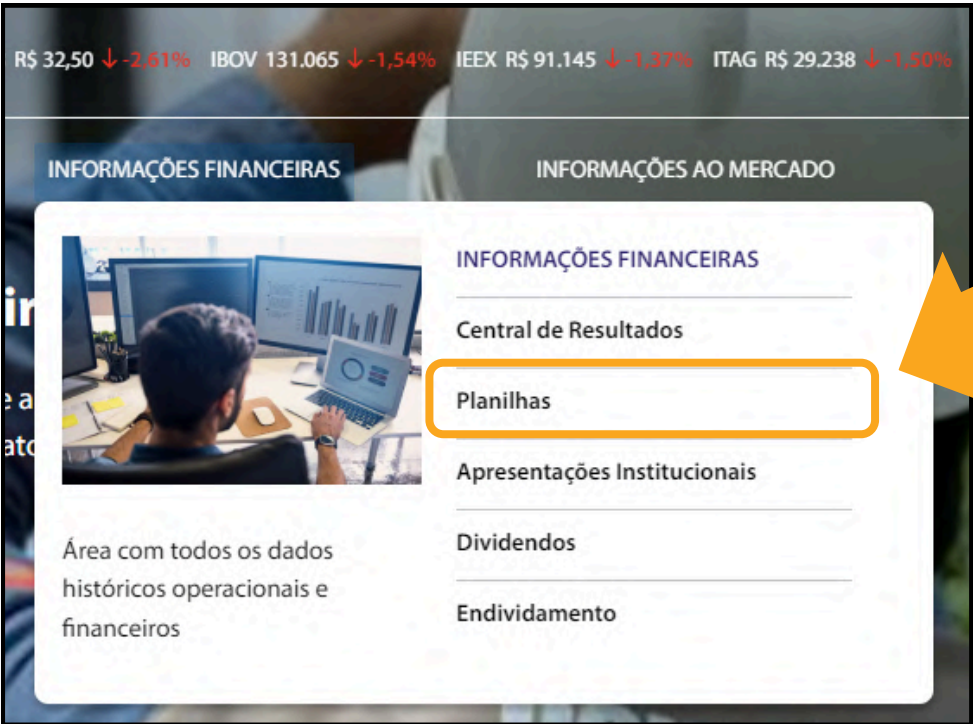 R$ 32,50 ↓ -2,61% IBOV 131.065 ↓ -1,54% IEEX R$ 91.145 ↓ -1,37% ITAG R$ 29.238 ↓ -1,50%
INFORMAÇÕES FINANCEIRAS INFORMAÇÕES AO MERCADO
INFORMAÇÕES FINANCEIRAS
Central de Resultados
Planilhas
Apresentações Institucionais
Dividendos
Endividamento
Área com todos os dados
históricos operacionais e
financeiros